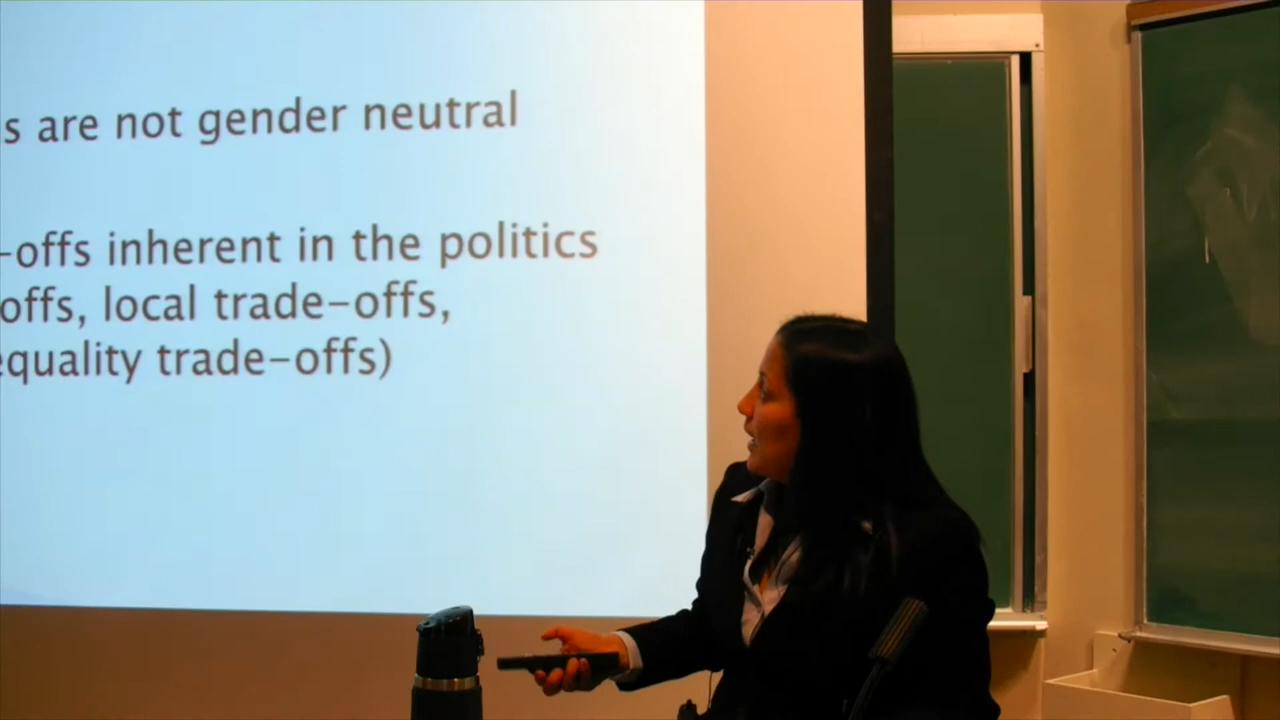 s are not gender neutral
-offs inherent in the politics
offs, local trade-offs,
equality trade-offs)